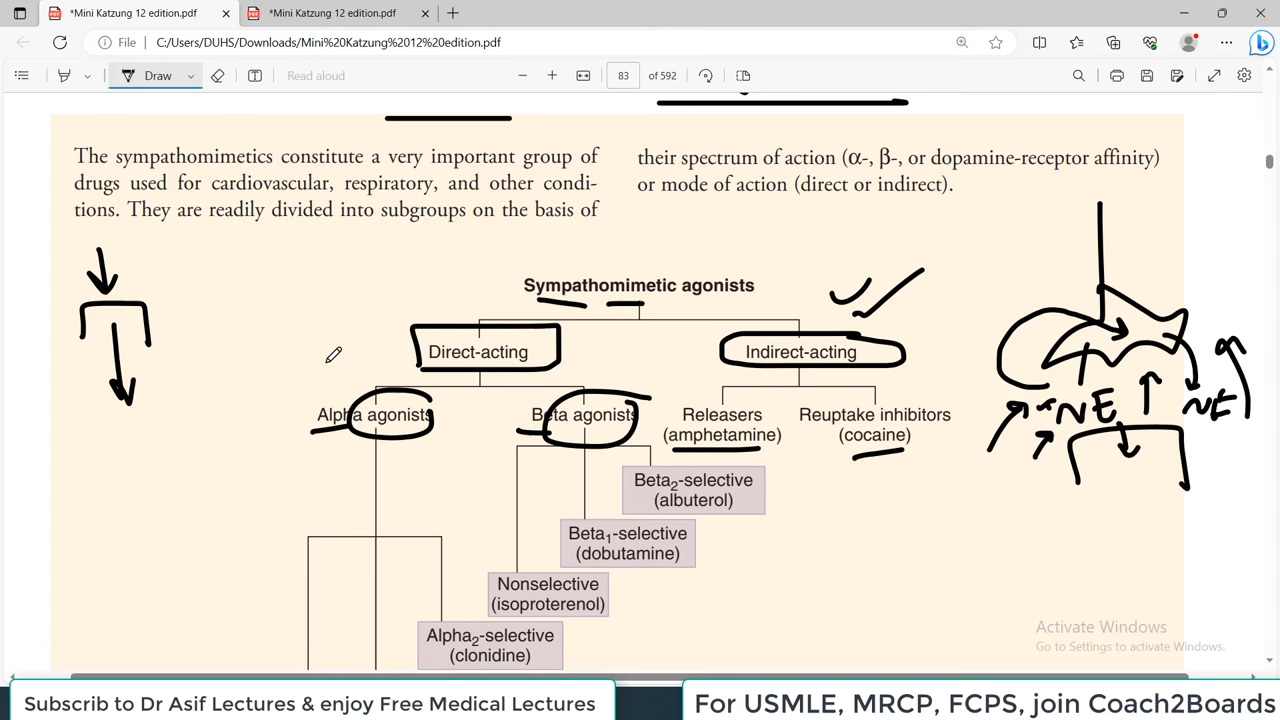 *Mini Katzung 12 edition.pdf
*Mini Katzung 12 edition.pdf
File
C:/Users/DUHS/Downloads/Mini%20Katzung%2012%20edition.pdf
Draw
Read aloud
83
of 592
The sympathomimetics constitute a very important group of
drugs used for cardiovascular, respiratory, and other condi-
tions. They are readily divided into subgroups on the basis of
their spectrum of action (α-, β-, or dopamine-receptor affinity)
or mode of action (direct or indirect).
Sympathomimetic agonists
Direct-acting
Indirect-acting
Alpha agonists
Beta agonists
Releasers
(amphetamine)
Reuptake inhibitors
(cocaine)
NE
NE
Beta2-selective
(albuterol)
Beta1-selective
(dobutamine)
Nonselective
(isoproterenol)
Alpha2-selective
(clonidine)
Activate Windows
Go to Settings to activate Windows.
Subscrib to Dr Asif Lectures & enjoy Free Medical Lectures
For USMLE, MRCP, FCPS, join Coach2Boards